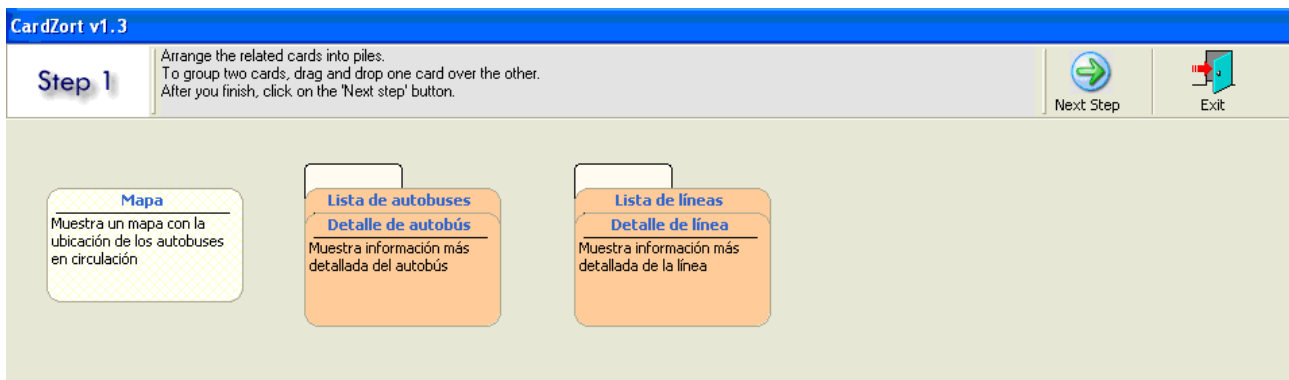 CardZort v1.3
Step 1
Arrange the related cards into piles.
To group two cards, drag and drop one card over the other.
After you finish, click on the 'Next step' button.
Next Step
Exit
Mapa
Muestra un mapa con la
ubicación de los autobuses
en circulación
Lista de autobuses
Detalle de autobús
Muestra información más
detallada del autobús
Lista de líneas
Detalle de línea
Muestra información más
detallada de la línea